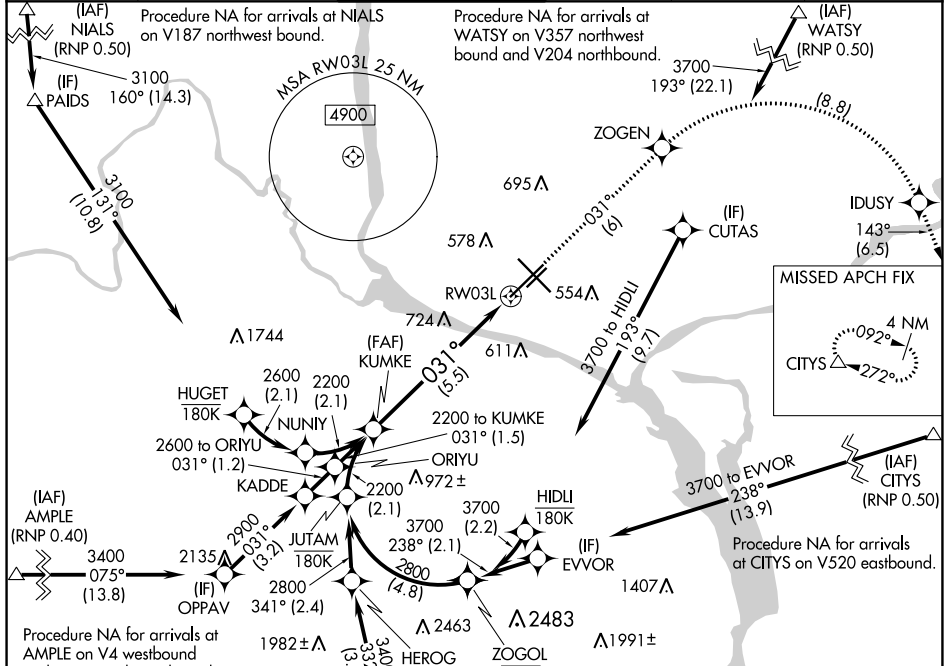 (IAF)
NIALS
(RNP 0.50)
Procedure NA for arrivals at NIALS
on V187 northwest bound.
Procedure NA for arrivals at
WATSY on V357 northwest
bound and V204 northbound.
(IAF)
WATSY
(RNP 0.50)
3100
160° (14.3)
(IF)
PAIDS
MSA RW03L 25 NM
4900
3700
193° (22.1)
(8.8)
ZOGEN
3100
131°
(10.8)
695
031°
(6)
IDUSY
143°
(6.5)
(IF)
CUTAS
578
RW03L
554
3700 to HIDLI
193°
(9.7)
MISSED APCH FIX
4 NM
092°
CITYS
272°
1744
724
611
(FAF)
KUMKE
031°
(5.5)
HUGET
180K
2600
(2.1)
2200
(2.1)
NUNIY
2200 to KUMKE
031° (1.5)
2600 to ORIYU
031° (1.2)
ORIYU
KADDE
972±
2200
(2.1)
3700 to EVVOR
238°
(13.9)
(IAF)
CITYS
(RNP 0.50)
(IAF)
AMPLE
(RNP 0.40)
2900
031°
(3.2)
HIDLI
180K
3700
(2.2)
3700
238° (2.1)
JUTAM
180K
(IF)
EVVOR
Procedure NA for arrivals
at CITYS on V520 eastbound.
3400
075°
(13.8)
2135
(IF)
OPPAV
2800
341° (2.4)
2800
(4.8)
1407
Procedure NA for arrivals at
AMPLE on V4 westbound
1982±
2463
2483
1991±
HEROG
ZOGOL